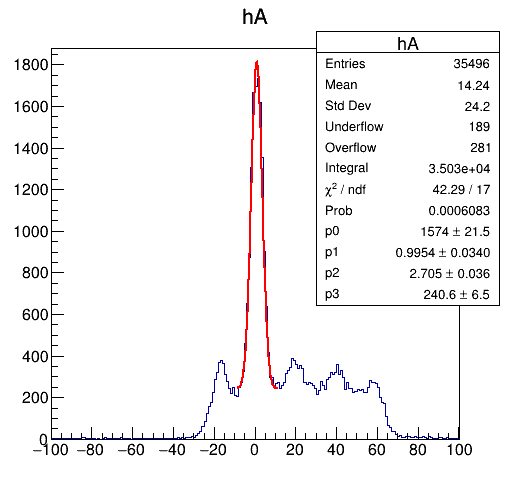 hA
hA
Entries 35496
Mean 14.24
Std Dev 24.2
Underflow 189
Overflow 281
Integral 3.503e+04
χ² / ndf 42.29 / 17
Prob 0.0006083
p0 1574 ± 21.5
p1 0.9954 ± 0.0340
p2 2.705 ± 0.036
p3 240.6 ± 6.5
1800
1600
1400
1200
1000
800
600
400
200
0
−100 −80 −60 −40 −20 0 20 40 60 80 100